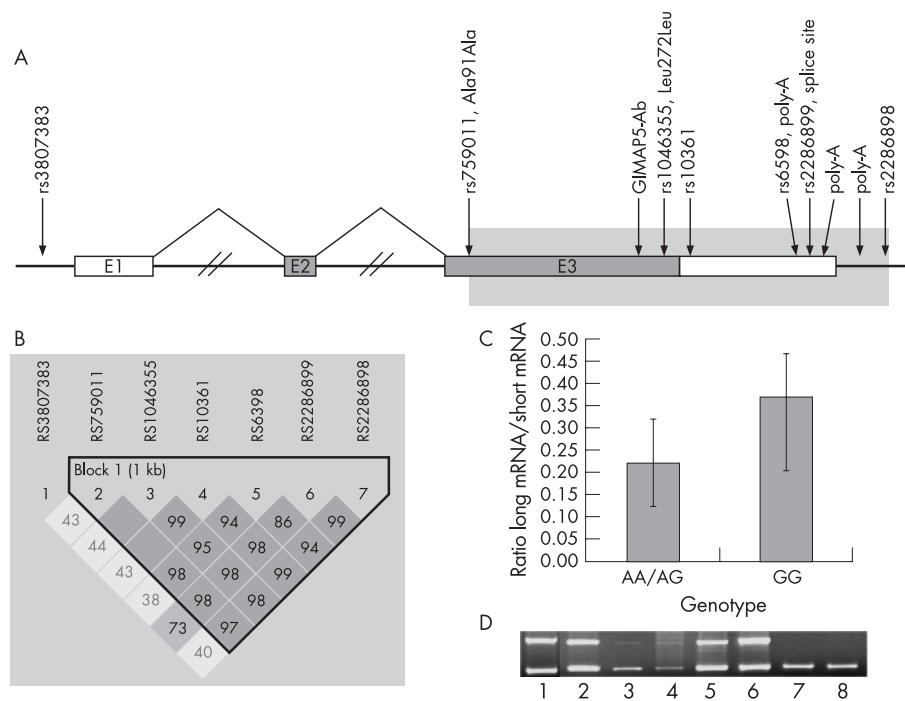 A
rs3807383
rs759011, Ala91Ala
GIMAP5-Ab
rs1046355, Leu272Leu
rs10361
rs6598, poly-A
rs2286899, splice site
poly-A
poly-A
rs2286898
E1
E2
E3
B
RS3807383
RS759011
RS1046355
RS10361
RS6398
RS2286899
RS2286898
Block 1 (1 kb)
1 2 3 4 5 6 7
43 99 94 86 99
44 95 98 94
43 98 98 99
38 98 98
73 97
40
C
Ratio long mRNA/short mRNA
0.50
0.45
0.40
0.35
0.30
0.25
0.20
0.15
0.10
0.05
0.00
AA/AG GG
Genotype
D
1 2 3 4 5 6 7 8